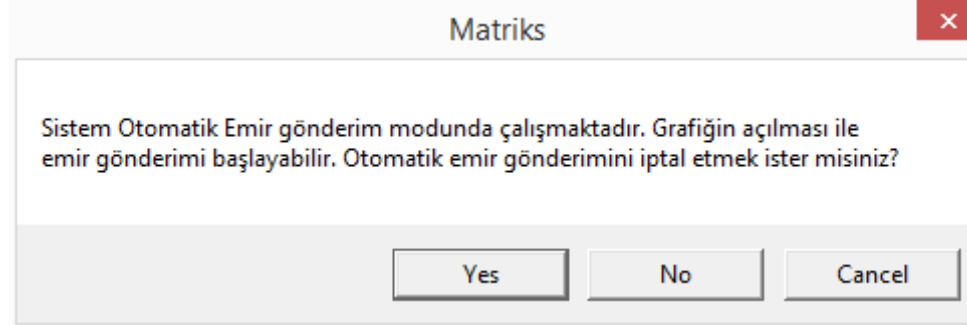 Matriks
Sistem Otomatik Emir gönderim modunda çalışmaktadır. Grafiğin açılması ile
emir gönderimi başlayabilir. Otomatik emir gönderimini iptal etmek ister misiniz?
Yes No Cancel